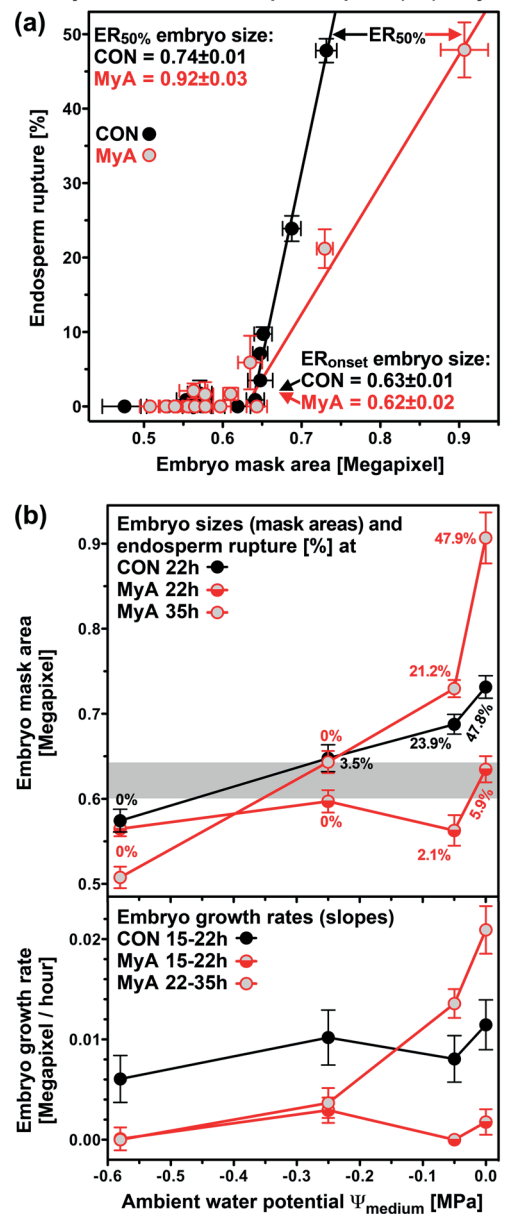 (a)
ER50% embryo size:
CON = 0.74±0.01
MyA = 0.92±0.03
ER50%
CON
MyA
ERonset embryo size:
CON = 0.63±0.01
MyA = 0.62±0.02
Endosperm rupture [%]
50
40
30
20
10
0
0.5 0.6 0.7 0.8 0.9
Embryo mask area [Megapixel]
(b)
Embryo sizes (mask areas) and
endosperm rupture [%] at
CON 22h
MyA 22h
MyA 35h
47.9%
21.2%
0%
3.5%
23.9%
47.8%
0%
0%
0%
2.1%
5.9%
Embryo mask area
[Megapixel]
0.9
0.8
0.7
0.6
0.5
Embryo growth rates (slopes)
CON 15-22h
MyA 15-22h
MyA 22-35h
Embryo growth rate
[Megapixel / hour]
0.02
0.01
0.00
-0.6 -0.5 -0.4 -0.3 -0.2 -0.1 0.0
Ambient water potential Ψmedium [MPa]